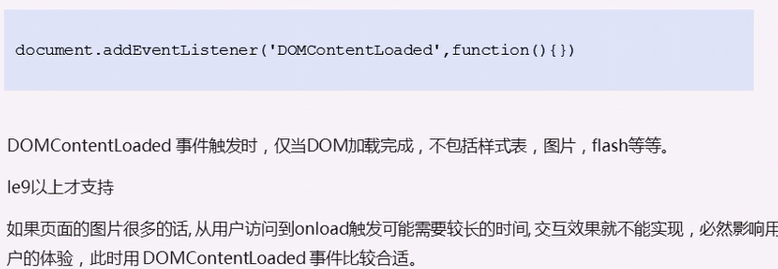 document.addEventListener('DOMContentLoaded',function(){})
DOMContentLoaded 事件触发时，仅当DOM加载完成，不包括样式表，图片，flash等等。
Ie9以上才支持
如果页面的图片很多的话, 从用户访问到onload触发可能需要较长的时间, 交互效果就不能实现，必然影响用
户的体验，此时用 DOMContentLoaded 事件比较合适。